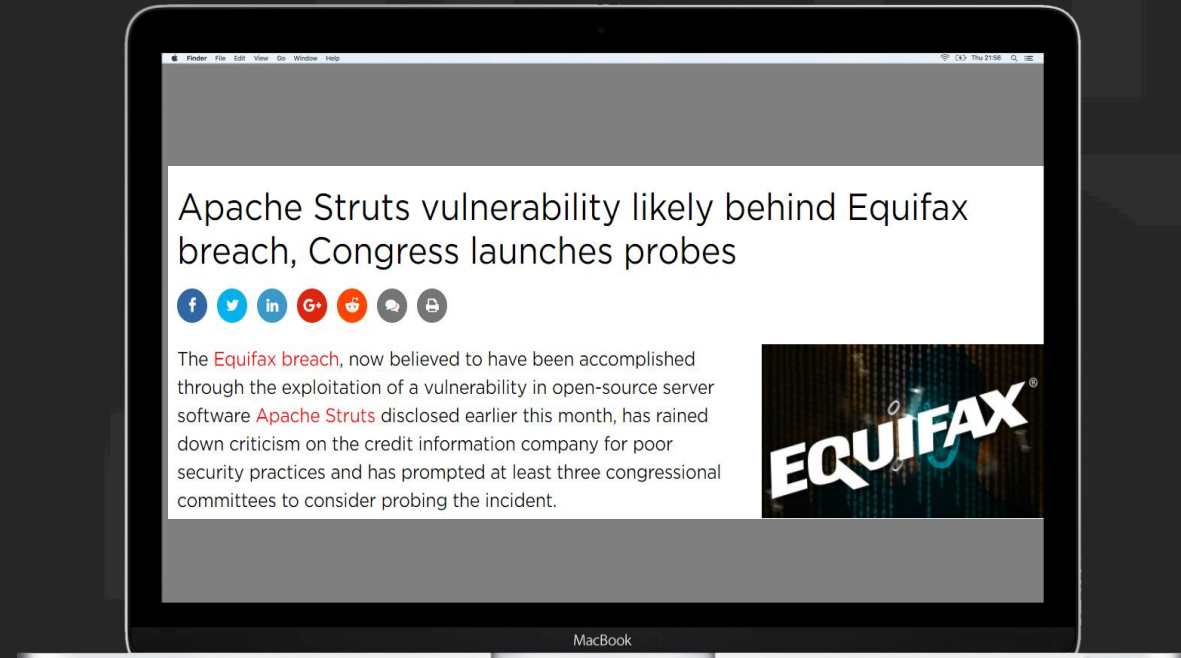 Finder File Edit View Go Window Help
Thu 21:56
Apache Struts vulnerability likely behind Equifax
breach, Congress launches probes
f in G+
The Equifax breach, now believed to have been accomplished
through the exploitation of a vulnerability in open-source server
software Apache Struts disclosed earlier this month, has rained
down criticism on the credit information company for poor
security practices and has prompted at least three congressional
committees to consider probing the incident.
EQUIFAX®
MacBook